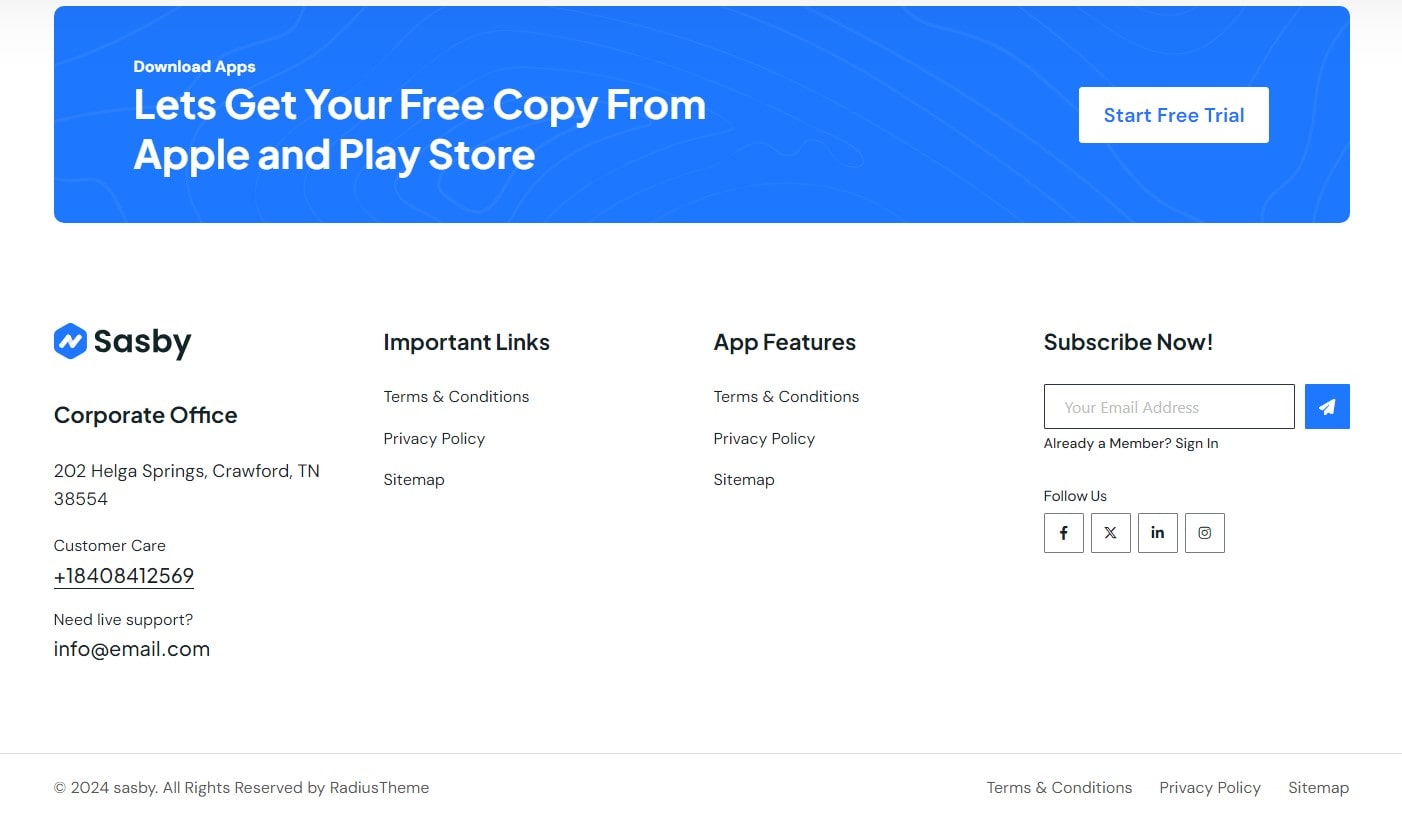 Download Apps
Lets Get Your Free Copy From
Apple and Play Store
Start Free Trial
Sasby
Corporate Office
202 Helga Springs, Crawford, TN
38554
Customer Care
+18408412569
Need live support?
info@email.com
Important Links
Terms & Conditions
Privacy Policy
Sitemap
App Features
Terms & Conditions
Privacy Policy
Sitemap
Subscribe Now!
Your Email Address
Already a Member? Sign In
Follow Us
© 2024 sasby. All Rights Reserved by RadiusTheme
Terms & Conditions Privacy Policy Sitemap